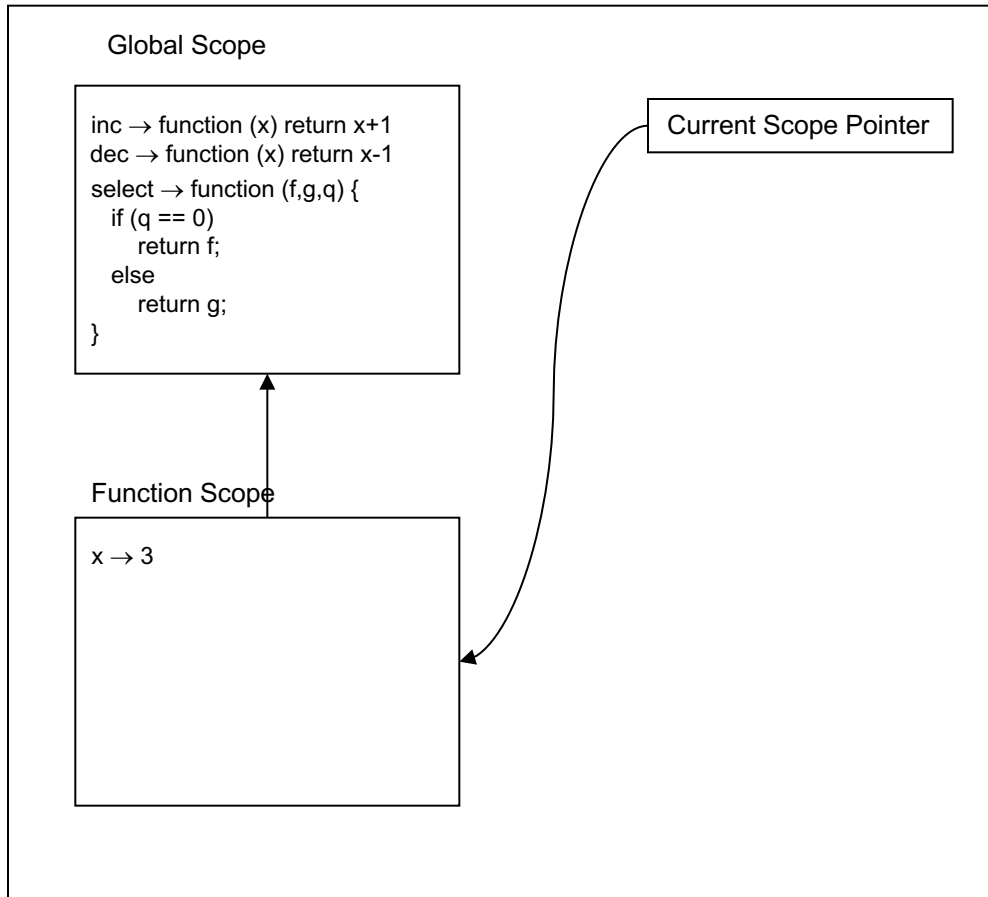 Global Scope
inc → function (x) return x+1
dec → function (x) return x-1
select → function (f,g,q) {
if (q == 0)
return f;
else
return g;
}
Current Scope Pointer
Function Scope
x → 3